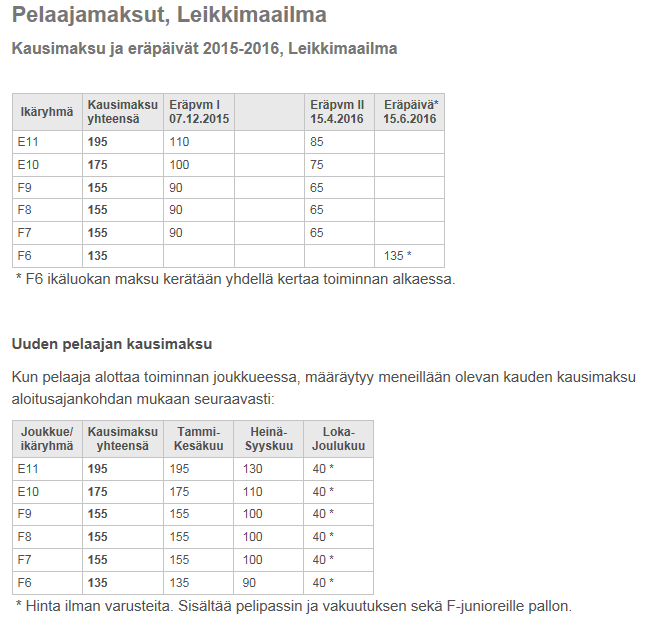 Pelaajamaksut, Leikkimaailma
Kausimaksu ja eräpäivät 2015-2016, Leikkimaailma
Ikäryhmä Kausimaksu yhteensä Eräpvm I 07.12.2015 Eräpvm II 15.4.2016 Eräpäivä* 15.6.2016
E11 195 110 85
E10 175 100 75
F9 155 90 65
F8 155 90 65
F7 155 90 65
F6 135 135 *
* F6 ikäluokan maksu kerätään yhdellä kertaa toiminnan alkaessa.
Uuden pelaajan kausimaksu
Kun pelaaja alottaa toiminnan joukkueessa, määräytyy meneillään olevan kauden kausimaksu
aloitusajankohdan mukaan seuraavasti:
Joukkue/ ikäryhmä Kausimaksu yhteensä Tammi- Kesäkuu Heinä- Syyskuu Loka- Joulukuu
E11 195 195 130 40 *
E10 175 175 110 40 *
F9 155 155 100 40 *
F8 155 155 100 40 *
F7 155 155 100 40 *
F6 135 135 90 40 *
* Hinta ilman varusteita. Sisältää pelipassin ja vakuutuksen sekä F-junioreille pallon.